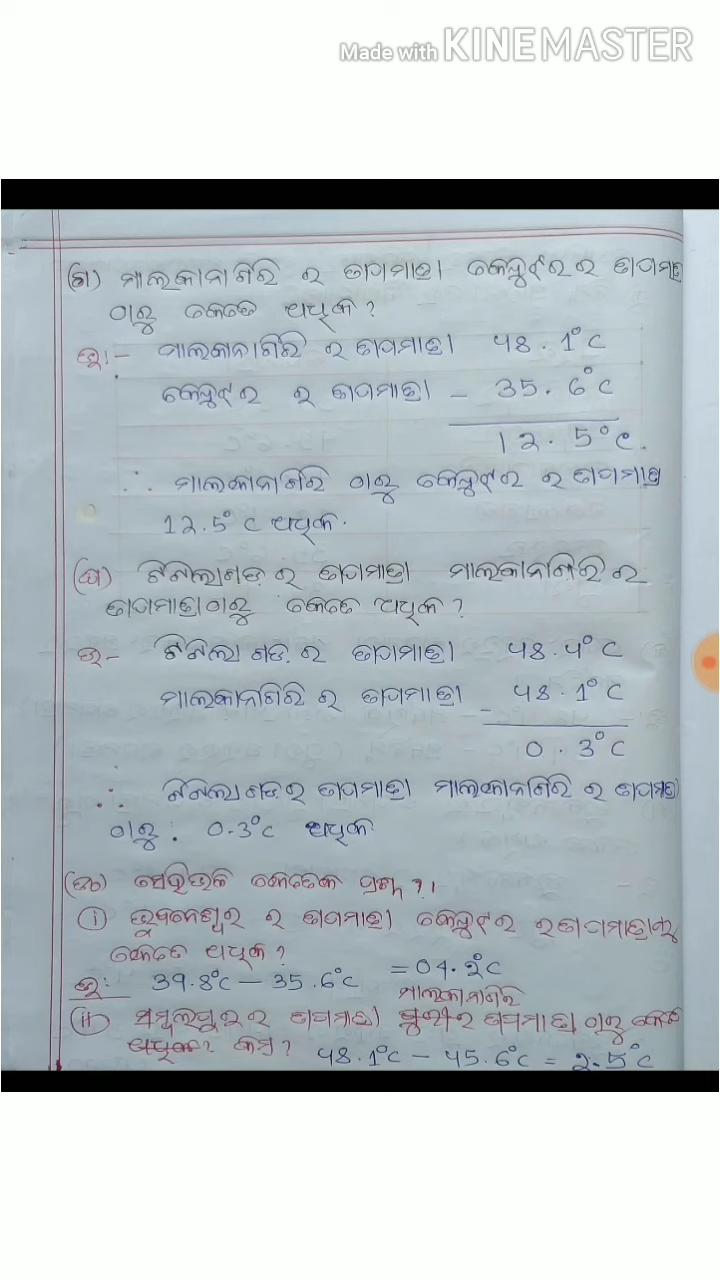 Made with KINEMASTER
(ଗ) ମାଲକାନଗିରି ର ତାପମାତ୍ରା କେନ୍ଦୁଝର ର ତାପମାତ୍ରା
ଠାରୁ କେତେ ଅଧିକ ?
ଉ:- ମାଲକାନଗିରି ର ତାପମାତ୍ରା 48.1°C
କେନ୍ଦୁଝର ର ତାପମାତ୍ରା - 35.6°C
12.5°C.
∴ ମାଲକାନଗିରି ଠାରୁ କେନ୍ଦୁଝର ର ତାପମାତ୍ରା
12.5°C ଅଧିକ.
(ଘ) ଟିଟିଲାଗଡ଼ ର ତାପମାତ୍ରା ମାଲକାନଗିରି ର
ତାପମାତ୍ରା ଠାରୁ କେତେ ଅଧିକ ?
ଉ:- ଟିଟିଲାଗଡ଼ ର ତାପମାତ୍ରା 48.4°C
ମାଲକାନଗିରି ର ତାପମାତ୍ରା - 48.1°C
0.3°C
∴ ଟିଟିଲାଗଡ଼ ର ତାପମାତ୍ରା ମାଲକାନଗିରି ର ତାପମାତ୍ରା
ଠାରୁ : 0.3°C ଅଧିକ
ସେହିଭଳି କେତେକ ପ୍ରଶ୍ନ ?।
(i) ଭୁବନେଶ୍ୱର ର ତାପମାତ୍ରା କେନ୍ଦୁଝର ର ତାପମାତ୍ରା ଠାରୁ
କେତେ ଅଧିକ ?
ଉ: 39.8°C - 35.6°C = 04.2°C
ମାଲକାନଗିରି
(ii) ସମ୍ବଲପୁର ର ତାପମାତ୍ରା ର ତାପମାତ୍ରା ଠାରୁ କେତେ
କମ୍ ? 48.1°C - 45.6°C = 2.5°C